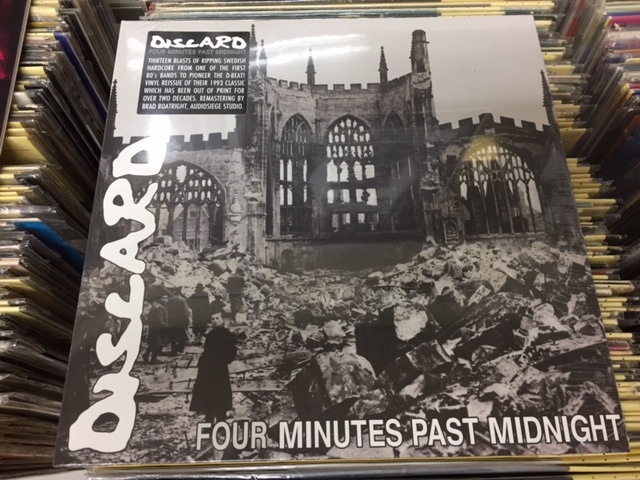 DISCARD
FOUR MINUTES PAST MIDNIGHT
THIRTEEN BLASTS OF RIPPING SWEDISH
HARDCORE FROM ONE OF THE FIRST
80'S BANDS TO PIONEER THE D-BEAT!
VINYL REISSUE OF THEIR 1993 CLASSIC
WHICH HAS BEEN OUT OF PRINT FOR
OVER TWO DECADES. REMASTERING BY
BRAD BOATRIGHT, AUDIOSIEGE STUDIO.
DISCARD
FOUR MINUTES PAST MIDNIGHT